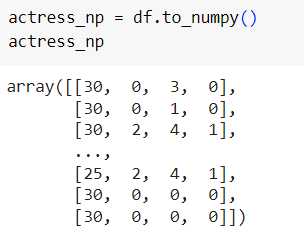 actress_np = df.to_numpy()
actress_np
array([[30, 0, 3, 0],
[30, 0, 1, 0],
[30, 2, 4, 1],
...,
[25, 2, 4, 1],
[30, 0, 0, 0],
[30, 0, 0, 0]])